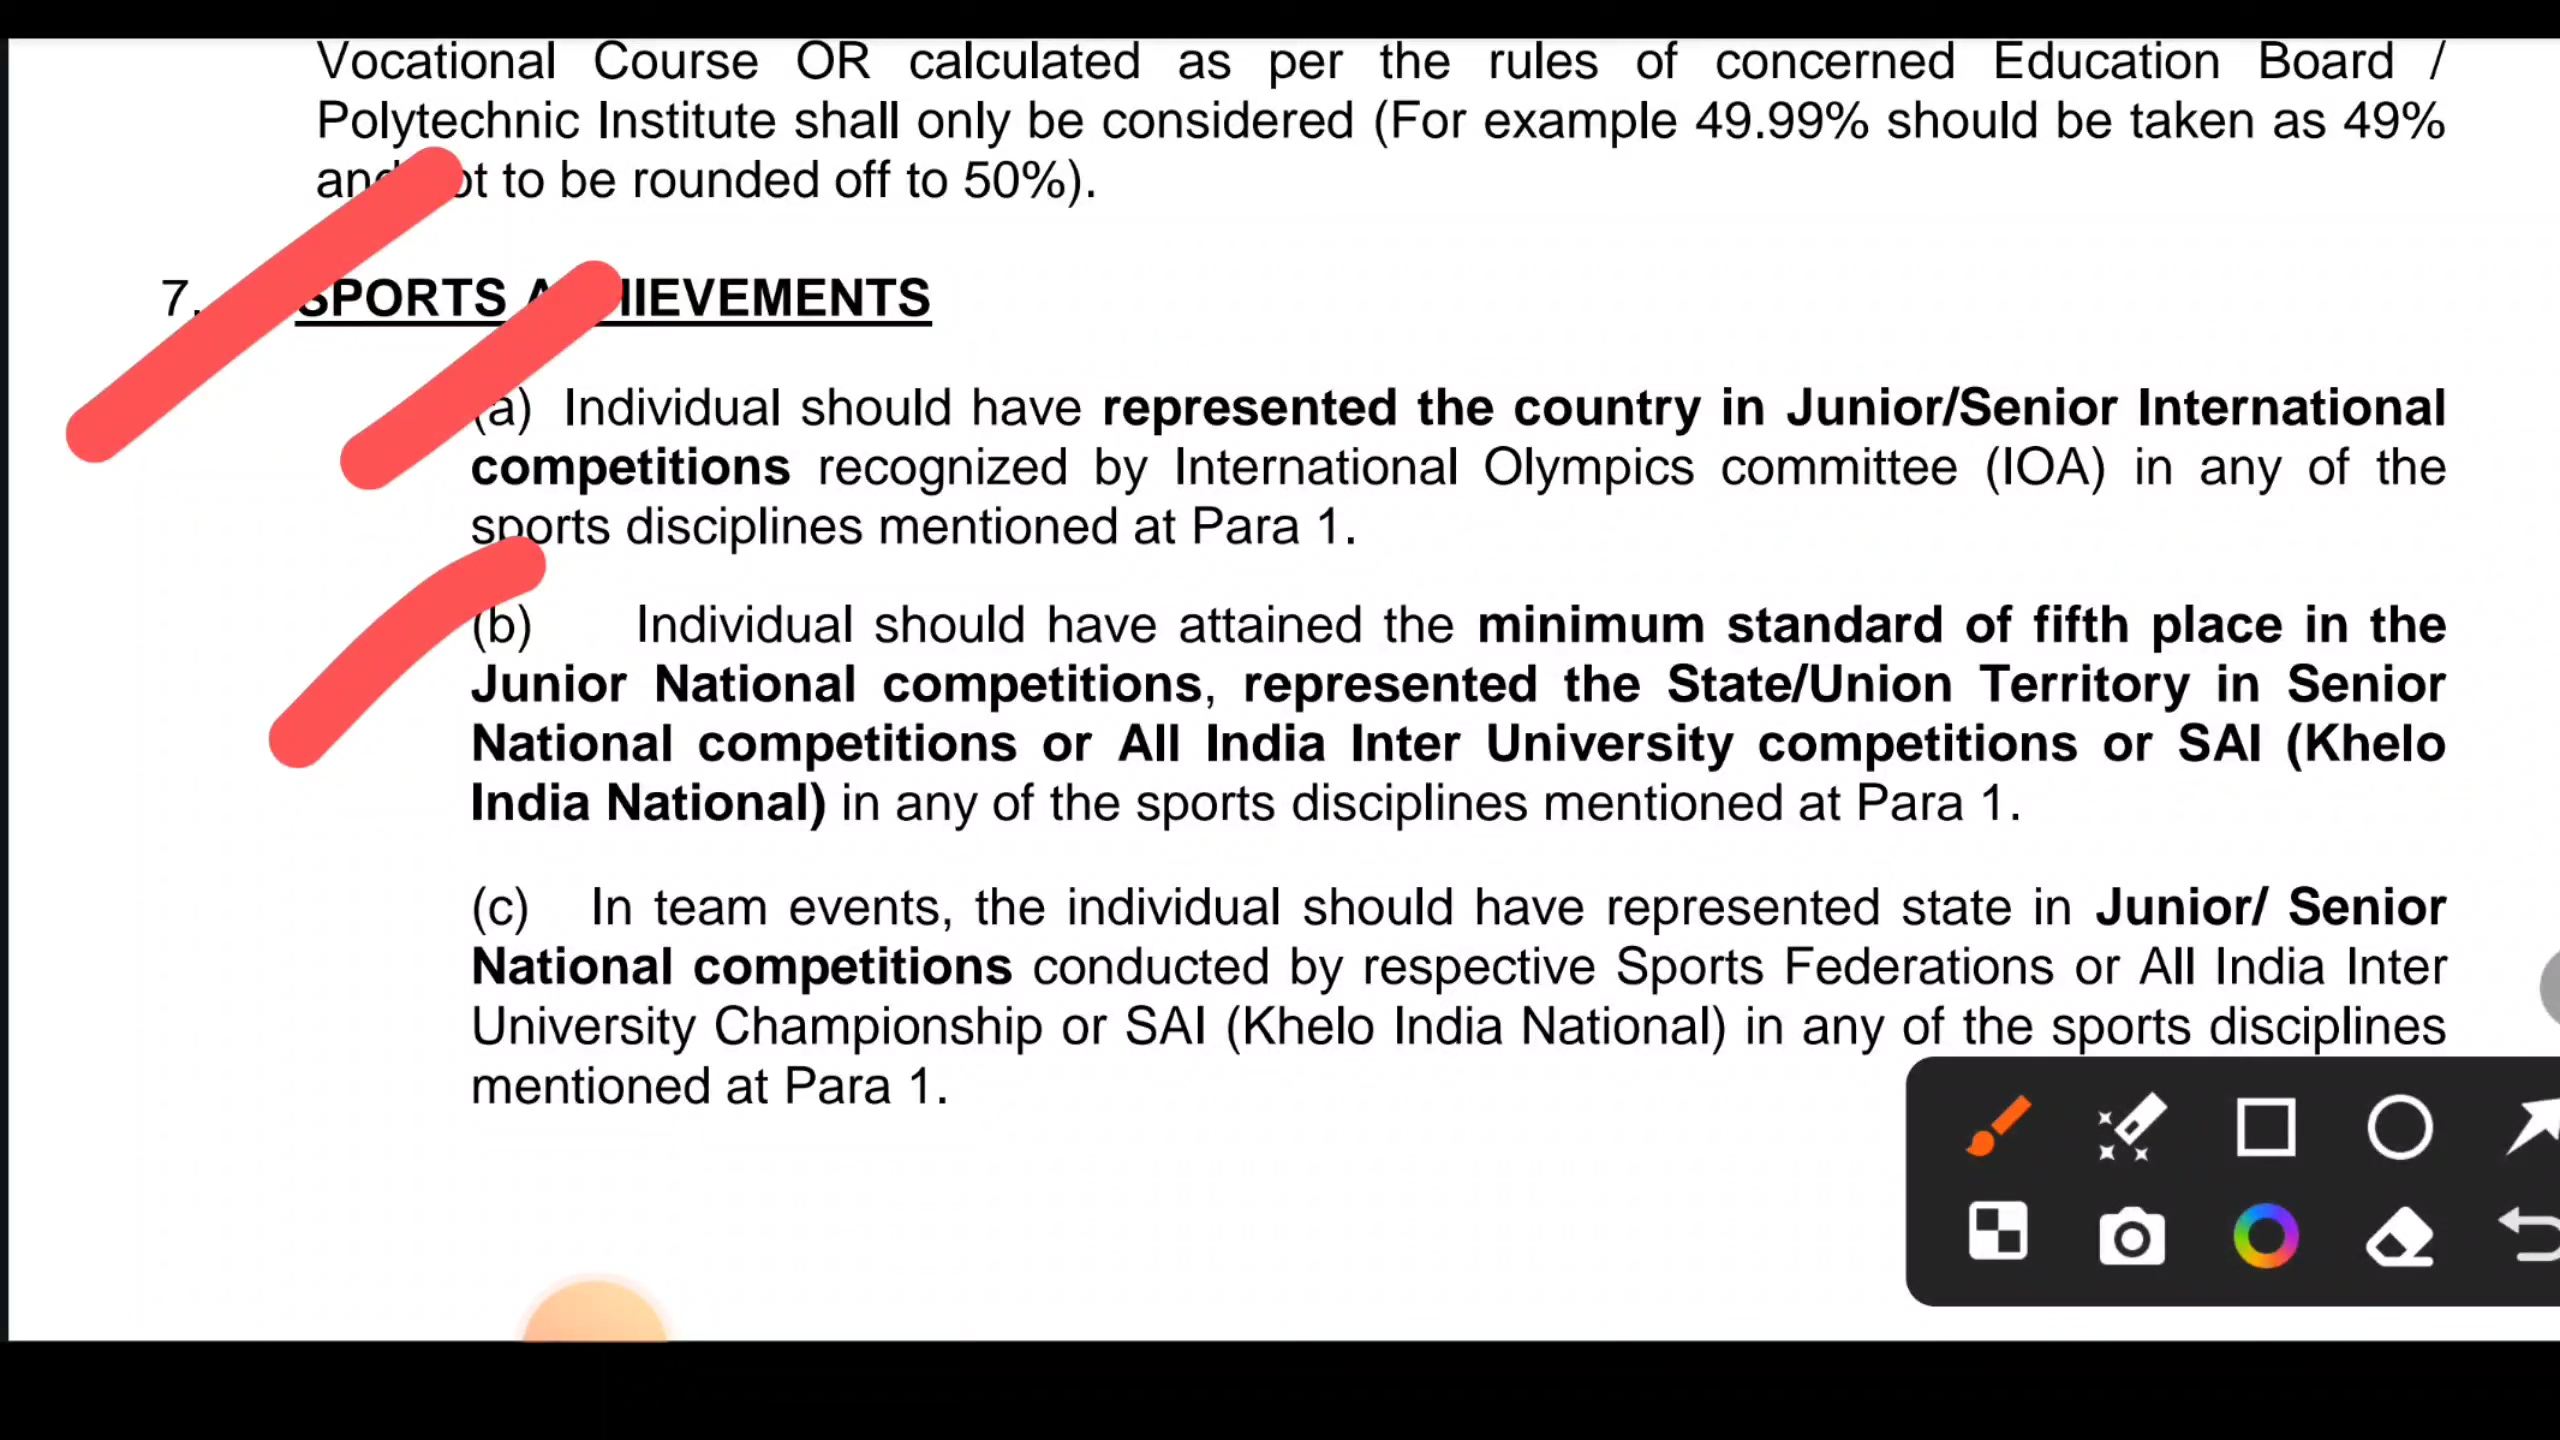 Vocational Course OR calculated as per the rules of concerned Education Board /
Polytechnic Institute shall only be considered (For example 49.99% should be taken as 49%
to be rounded off to 50%).
7. SPORTS ACHIEVEMENTS
(a) Individual should have represented the country in Junior/Senior International
competitions recognized by International Olympics committee (IOA) in any of the
sports disciplines mentioned at Para 1.
(b) Individual should have attained the minimum standard of fifth place in the
Junior National competitions, represented the State/Union Territory in Senior
National competitions or All India Inter University competitions or SAI (Khelo
India National) in any of the sports disciplines mentioned at Para 1.
(c) In team events, the individual should have represented state in Junior/ Senior
National competitions conducted by respective Sports Federations or All India Inter
University Championship or SAI (Khelo India National) in any of the sports disciplines
mentioned at Para 1.